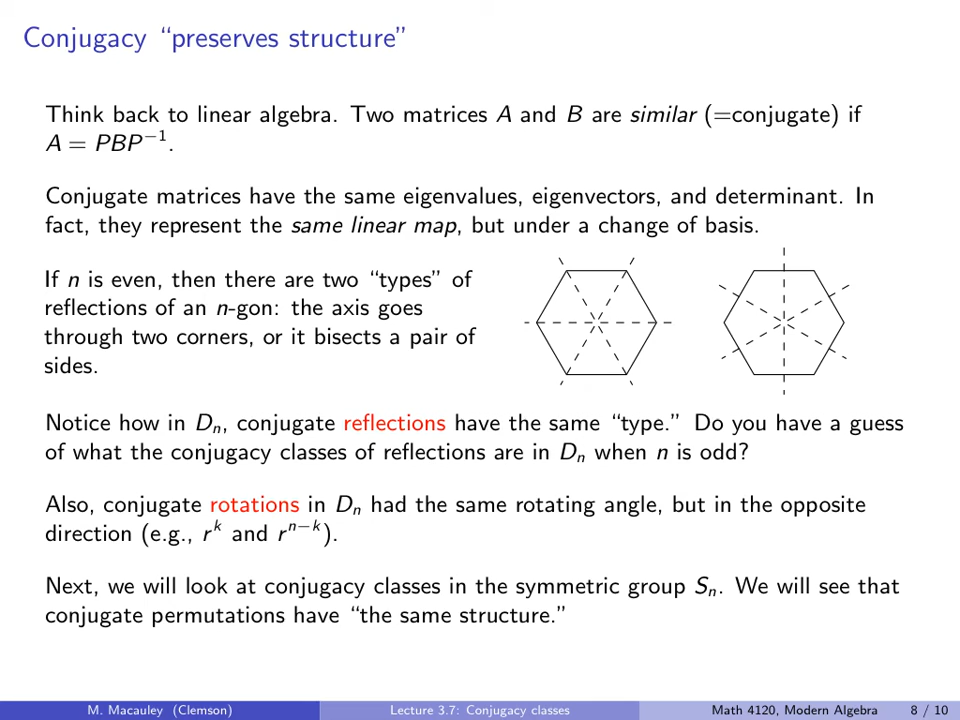 Conjugacy “preserves structure”
Think back to linear algebra. Two matrices A and B are similar (=conjugate) if
A = PBP⁻¹.
Conjugate matrices have the same eigenvalues, eigenvectors, and determinant. In
fact, they represent the same linear map, but under a change of basis.
If n is even, then there are two “types” of
reflections of an n-gon: the axis goes
through two corners, or it bisects a pair of
sides.
Notice how in Dₙ, conjugate reflections have the same “type.” Do you have a guess
of what the conjugacy classes of reflections are in Dₙ when n is odd?
Also, conjugate rotations in Dₙ had the same rotating angle, but in the opposite
direction (e.g., rᵏ and rⁿ⁻ᵏ).
Next, we will look at conjugacy classes in the symmetric group Sₙ. We will see that
conjugate permutations have “the same structure.”
M. Macauley (Clemson) Lecture 3.7: Conjugacy classes Math 4120, Modern Algebra 8 / 10